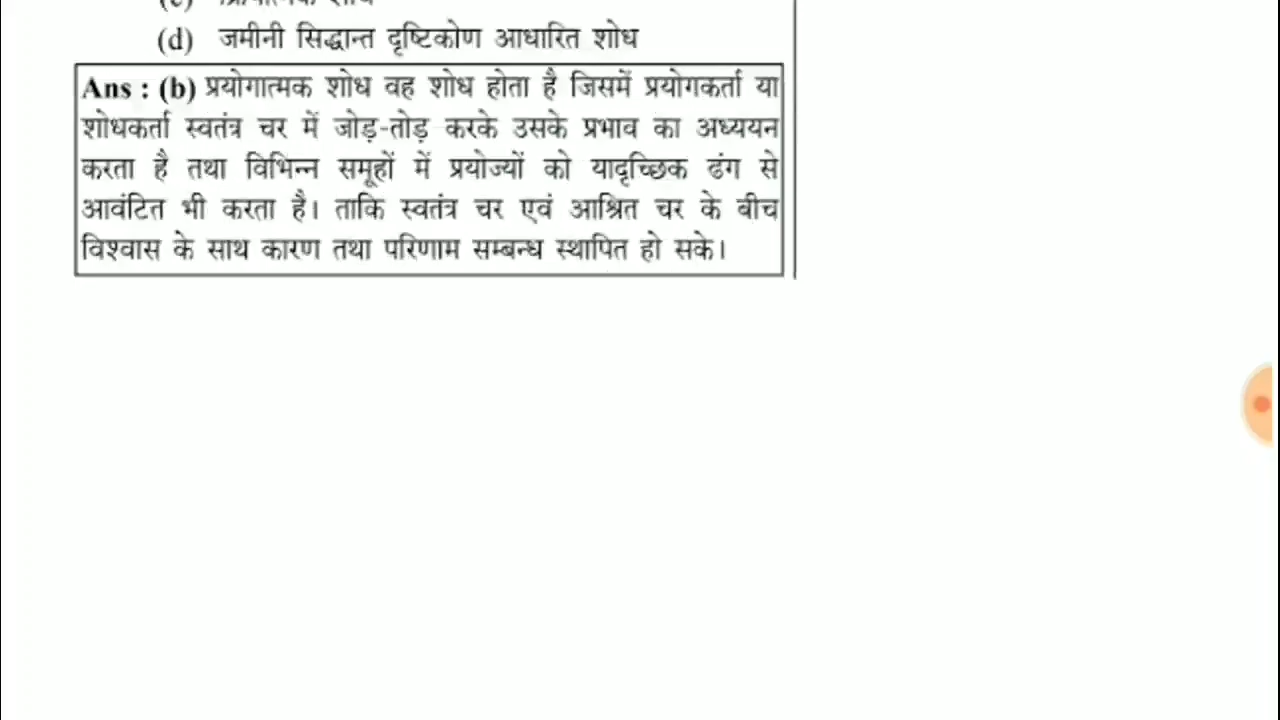 (d) जमीनी सिद्धान्त दृष्टिकोण आधारित शोध
Ans : (b) प्रयोगात्मक शोध वह शोध होता है जिसमें प्रयोगकर्ता या
शोधकर्ता स्वतंत्र चर में जोड़-तोड़ करके उसके प्रभाव का अध्ययन
करता है तथा विभिन्न समूहों में प्रयोज्यों को यादृच्छिक ढंग से
आवंटित भी करता है। ताकि स्वतंत्र चर एवं आश्रित चर के बीच
विश्वास के साथ कारण तथा परिणाम सम्बन्ध स्थापित हो सके।